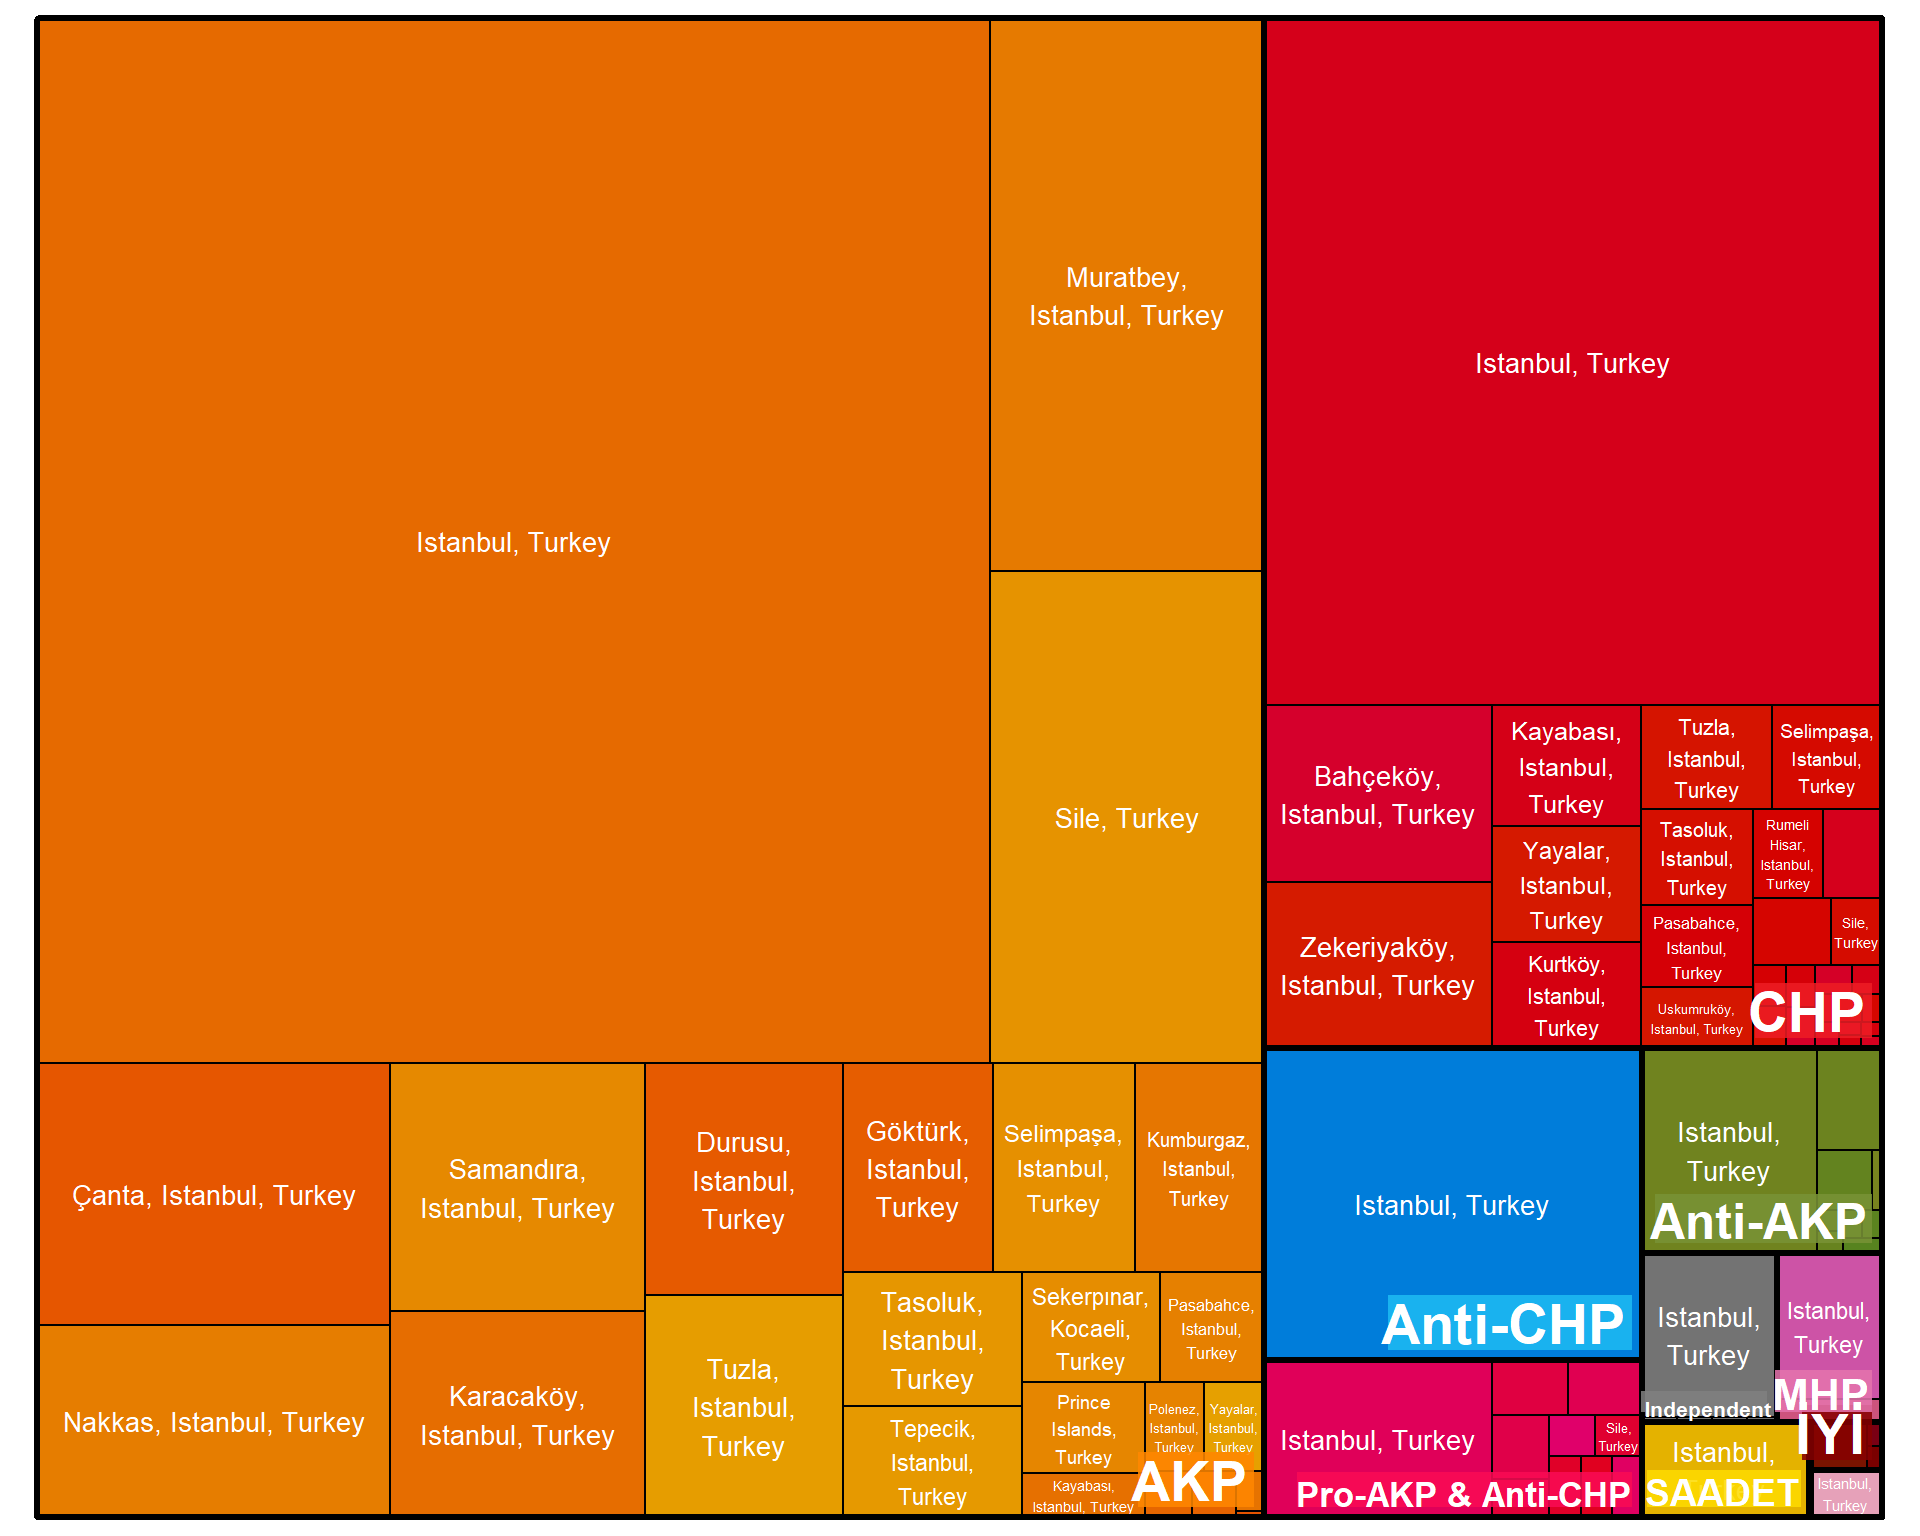 Istanbul, Turkey
Muratbey,
Istanbul, Turkey
Sile, Turkey
Çanta, Istanbul, Turkey
Nakkas, Istanbul, Turkey
Samandıra,
Istanbul, Turkey
Karacaköy,
Istanbul, Turkey
Durusu,
Istanbul,
Turkey
Tuzla,
Istanbul,
Turkey
Göktürk,
Istanbul,
Turkey
Selimpaşa,
Istanbul,
Turkey
Kumburgaz,
Istanbul,
Turkey
Tasoluk,
Istanbul,
Turkey
Tepecik,
Istanbul,
Turkey
Sekerpınar,
Kocaeli,
Turkey
Pasabahce,
Istanbul,
Turkey
Prince
Islands,
Turkey
Polenez,
Istanbul,
Turkey
Yayalar,
Istanbul,
Turkey
Kayabası,
Istanbul, Turkey
AKP
Istanbul, Turkey
Bahçeköy,
Istanbul, Turkey
Zekeriyaköy,
Istanbul, Turkey
Kayabası,
Istanbul,
Turkey
Yayalar,
Istanbul,
Turkey
Kurtköy,
Istanbul,
Turkey
Tuzla,
Istanbul,
Turkey
Selimpaşa,
Istanbul,
Turkey
Tasoluk,
Istanbul,
Turkey
Rumeli
Hisar,
Istanbul,
Turkey
Pasabahce,
Istanbul,
Turkey
Sile,
Turkey
Uskumruköy,
Istanbul, Turkey
CHP
Istanbul, Turkey
Anti-CHP
Istanbul,
Turkey
Anti-AKP
Istanbul,
Turkey
Independent
Istanbul,
Turkey
MHP
İYİ
Istanbul, Turkey
Sile,
Turkey
Pro-AKP & Anti-CHP
Istanbul,
SAADET
Istanbul,
Turkey